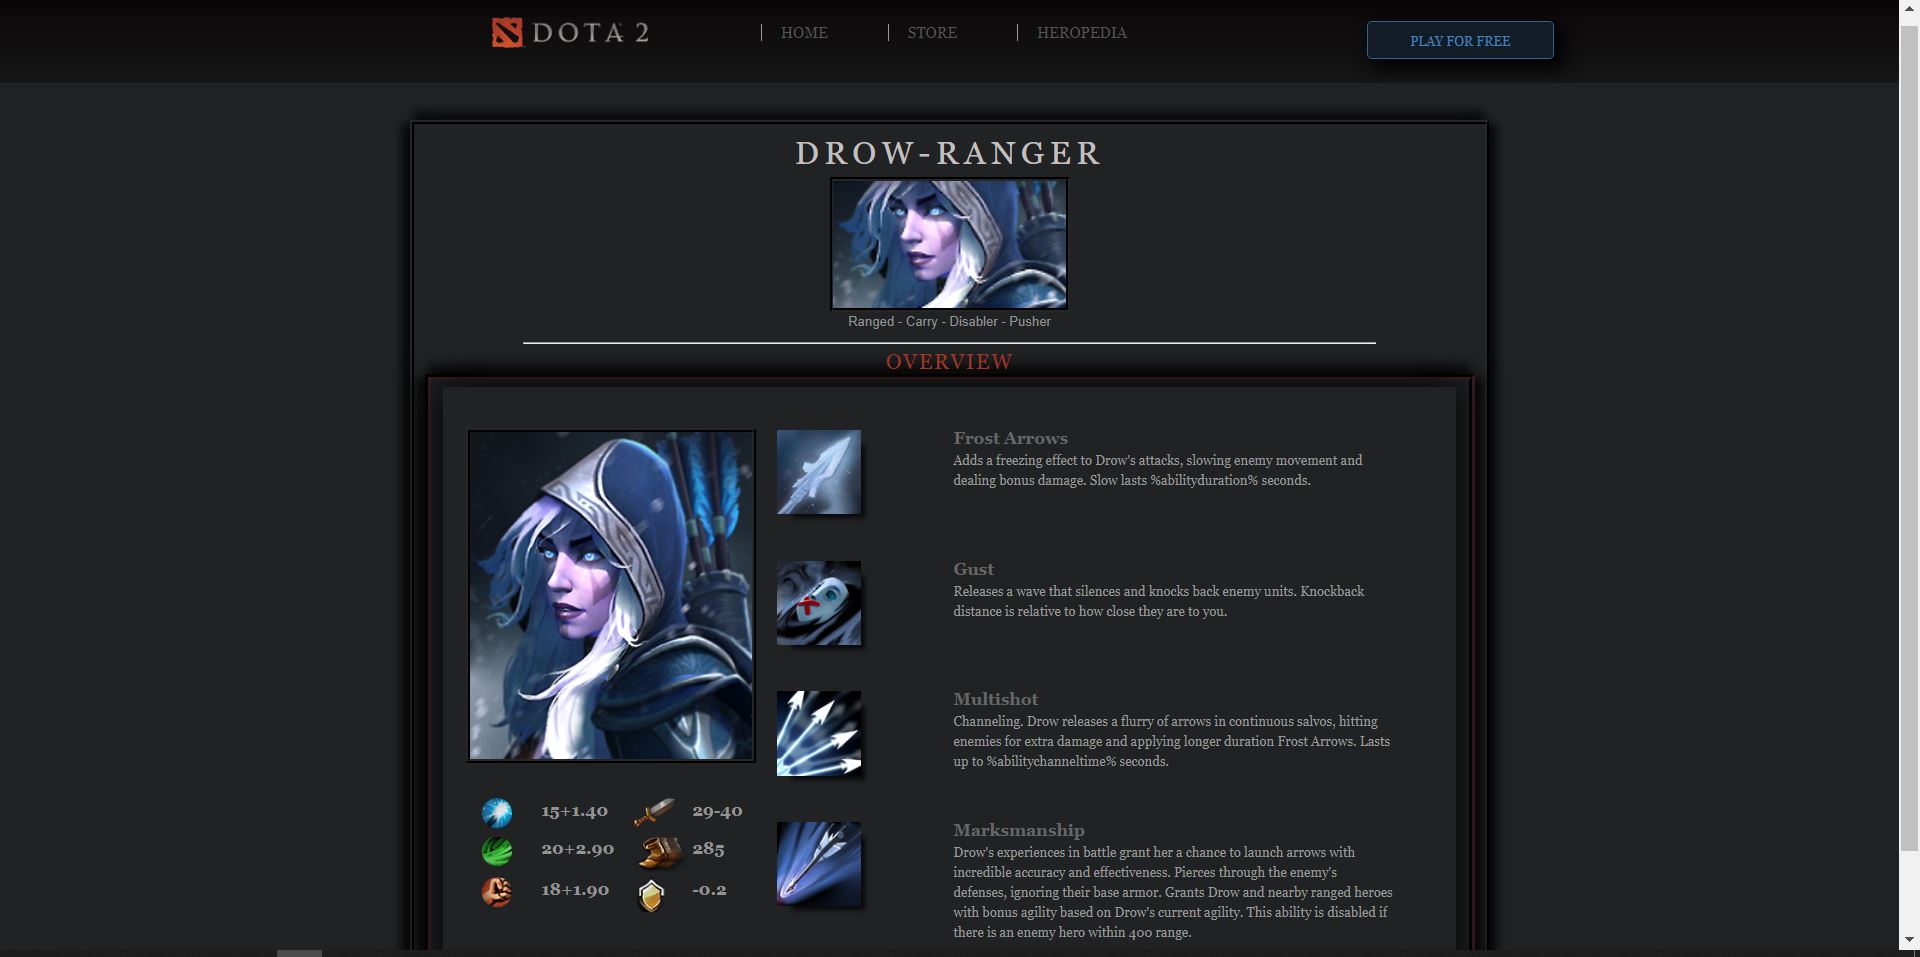 DOTA 2
HOME
STORE
HEROPEDIA
PLAY FOR FREE
DROW-RANGER
Ranged - Carry - Disabler - Pusher
OVERVIEW
Frost Arrows
Adds a freezing effect to Drow's attacks, slowing enemy movement and
dealing bonus damage. Slow lasts %abilityduration% seconds.
Gust
Releases a wave that silences and knocks back enemy units. Knockback
distance is relative to how close they are to you.
Multishot
Channeling. Drow releases a flurry of arrows in continuous salvos, hitting
enemies for extra damage and applying longer duration Frost Arrows. Lasts
up to %abilitychanneltime% seconds.
15+1.40 29-40
20+2.90 285
18+1.90 -0.2
Marksmanship
Drow's experiences in battle grant her a chance to launch arrows with
incredible accuracy and effectiveness. Pierces through the enemy's
defenses, ignoring their base armor. Grants Drow and nearby ranged heroes
with bonus agility based on Drow's current agility. This ability is disabled if
there is an enemy hero within 400 range.